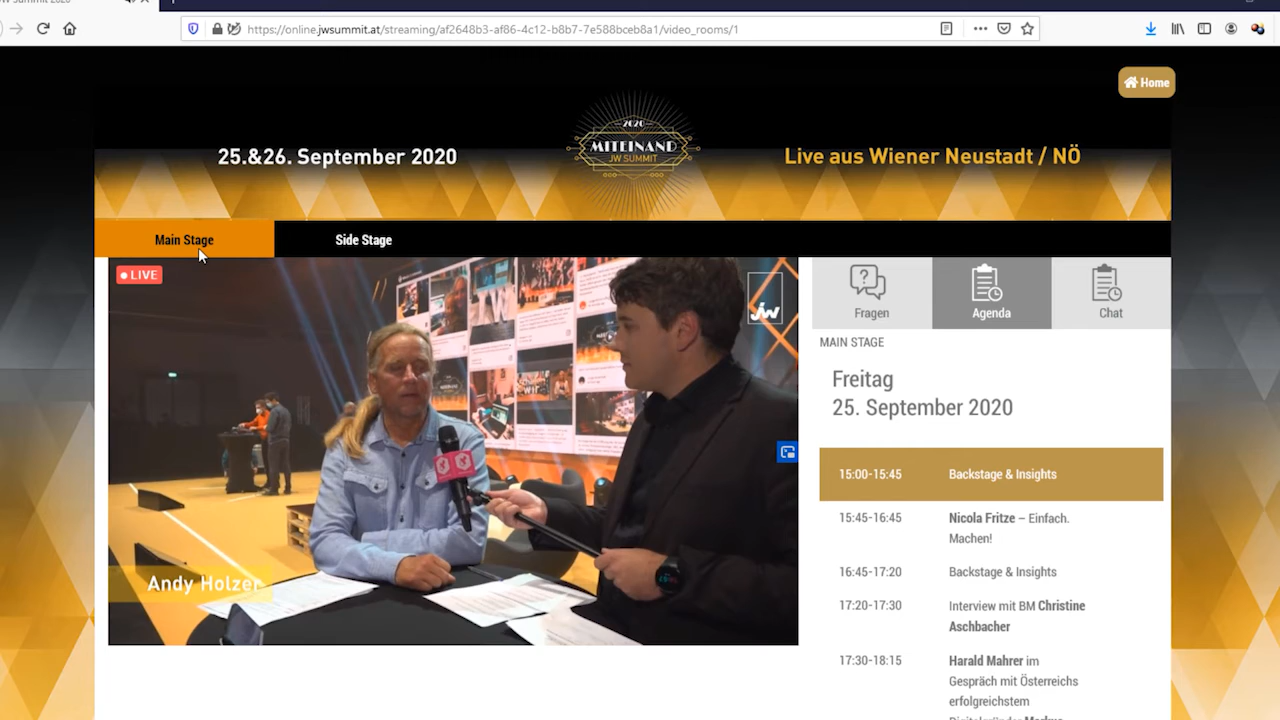 https://online.jwsummit.at/streaming/af2648b3-af86-4c12-b8b7-7e588bceb8a1/video_rooms/1
Home
25.&26. September 2020
2020
MITEINAND
JW SUMMIT
Live aus Wiener Neustadt / NÖ
Main Stage
Side Stage
LIVE
jw
Andy Holzer
Fragen
Agenda
Chat
MAIN STAGE
Freitag
25. September 2020
15:00-15:45 Backstage & Insights
15:45-16:45 Nicola Fritze – Einfach.
Machen!
16:45-17:20 Backstage & Insights
17:20-17:30 Interview mit BM Christine
Aschbacher
17:30-18:15 Harald Mahrer im
Gespräch mit Österreichs
erfolgreichstem